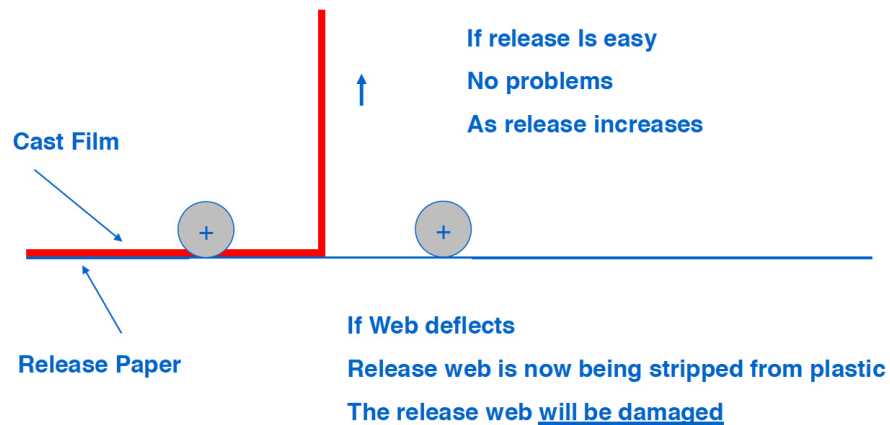 If release Is easy
No problems
As release increases
Cast Film
+
+
If Web deflects
Release Paper
Release web is now being stripped from plastic
The release web will be damaged